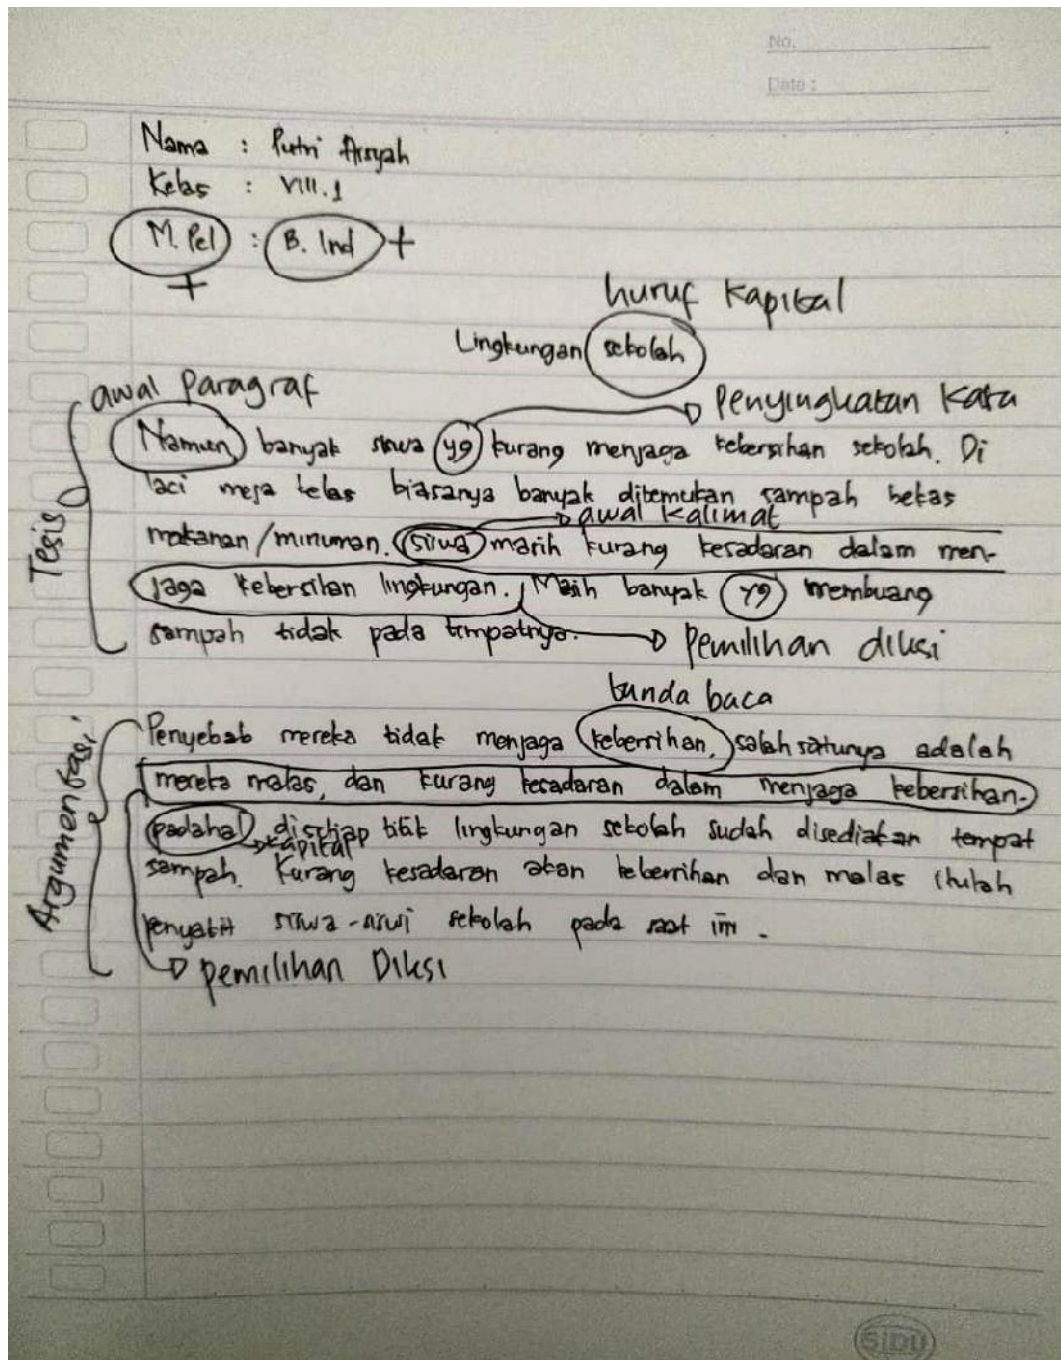 No.
Date :
Nama : Putri Arsyah
Kelas : VIII.1
M. Pel : B. Ind +
+
huruf Kapital
Lingkungan sekolah
awal Paragraf
Penyingkatan Kata
Namun banyak siswa yg kurang menjaga kebersihan sekolah. Di
laci meja kelas biasanya banyak ditemukan sampah bekas
awal kalimat
makanan/minuman. siswa masih kurang kesadaran dalam men-
jaga kebersihan lingkungan. Masih banyak yg membuang
sampah tidak pada tempatnya.
Pemilihan diksi
Tesis
tanda baca
Penyebab mereka tidak menjaga kebersihan, salah satunya adalah
mereka malas, dan kurang kesadaran dalam menjaga kebersihan.
padahal disetiap titik lingkungan sekolah sudah disediakan tempat
kapital
sampah. Kurang kesadaran akan kebersihan dan malas itulah
siswa-siswi sekolah pada saat ini.
Pemilihan Diksi
Argumentasi
SIDU